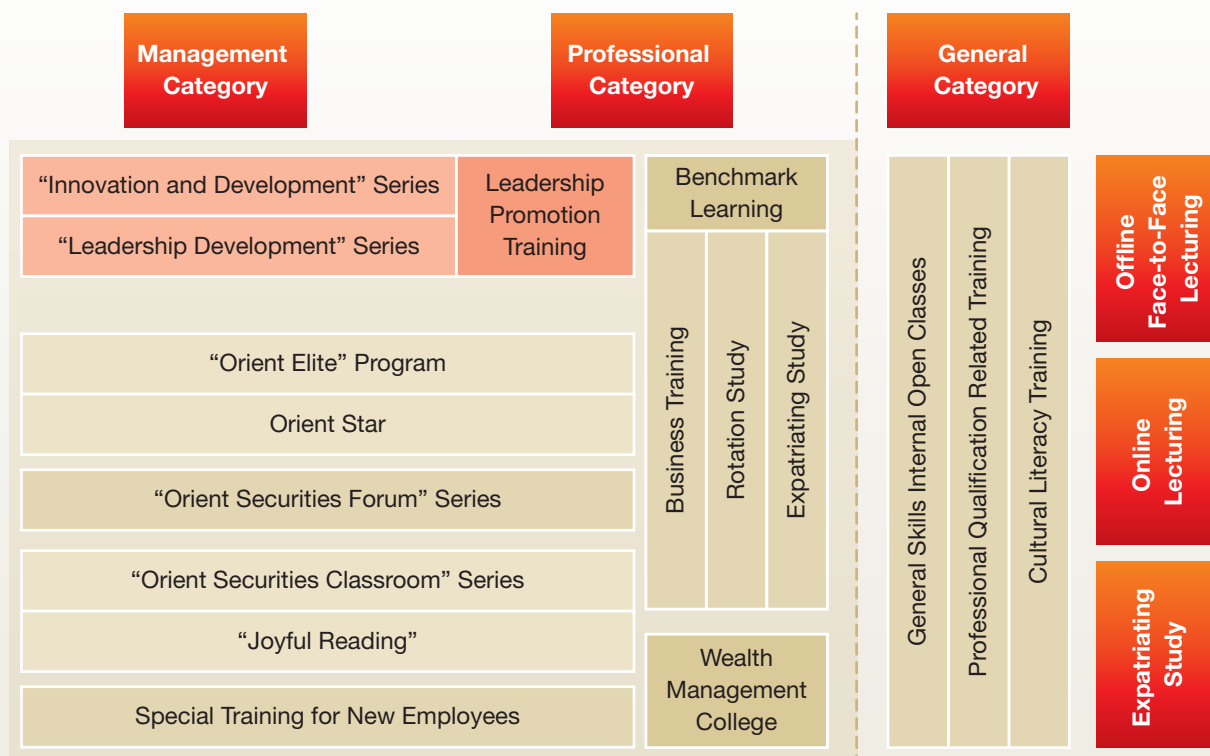 Management
Category
Professional
Category
General
Category
“Innovation and Development” Series
“Leadership Development” Series
Leadership
Promotion
Training
“Orient Elite” Program
Orient Star
“Orient Securities Forum” Series
“Orient Securities Classroom” Series
“Joyful Reading”
Special Training for New Employees
Benchmark
Learning
Business Training
Rotation Study
Expatriating Study
Wealth
Management
College
General Skills Internal Open Classes
Professional Qualification Related Training
Cultural Literacy Training
Offline
Face-to-Face
Lecturing
Online
Lecturing
Expatriating
Study